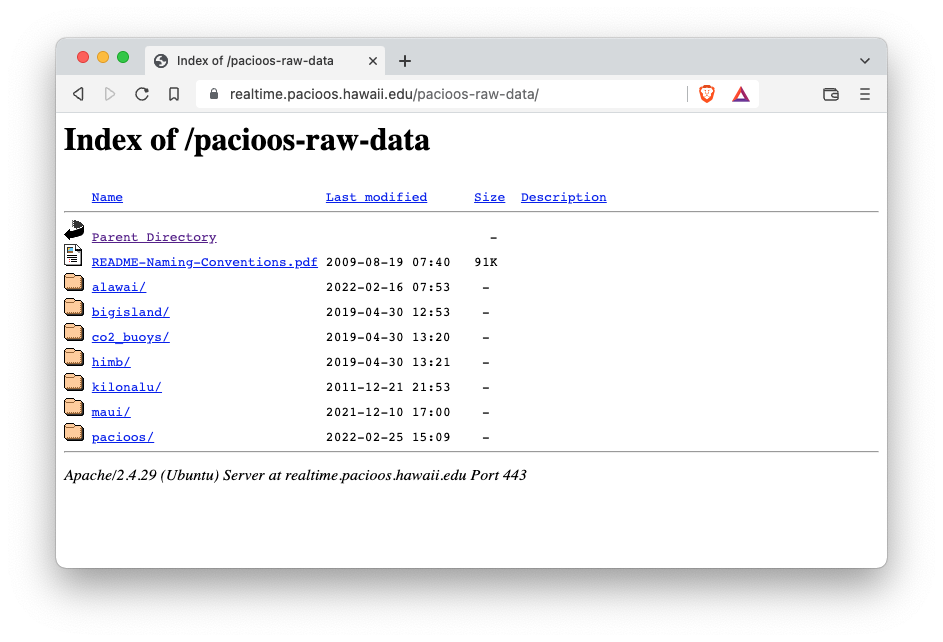 Index of /pacioos-raw-data
realtime.pacioos.hawaii.edu/pacioos-raw-data/
Index of /pacioos-raw-data
Name Last modified Size Description
Parent Directory -
README-Naming-Conventions.pdf 2009-08-19 07:40 91K
alawai/ 2022-02-16 07:53 -
bigisland/ 2019-04-30 12:53 -
co2_buoys/ 2019-04-30 13:20 -
himb/ 2019-04-30 13:21 -
kilonalu/ 2011-12-21 21:53 -
maui/ 2021-12-10 17:00 -
pacioos/ 2022-02-25 15:09 -
Apache/2.4.29 (Ubuntu) Server at realtime.pacioos.hawaii.edu Port 443